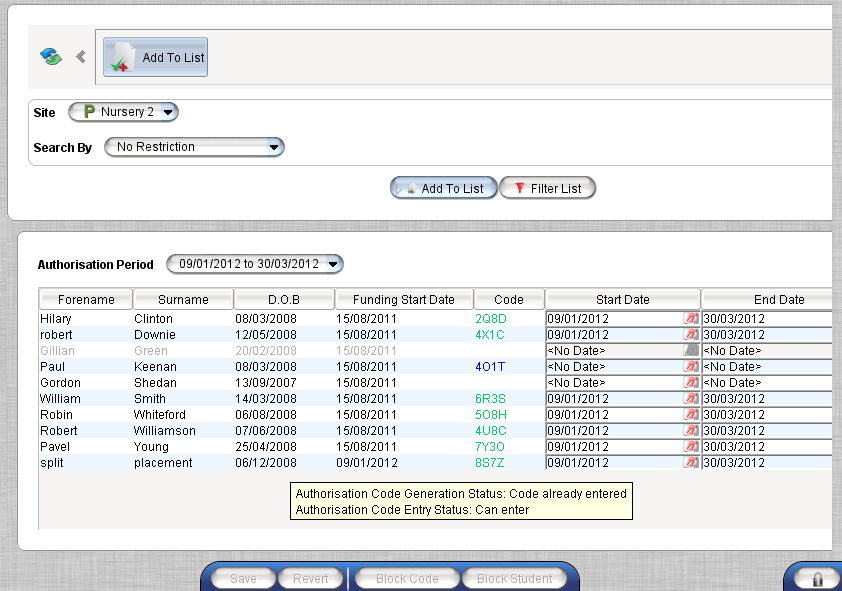 Add To List
Site P Nursery 2
Search By No Restriction
Add To List Filter List
Authorisation Period 09/01/2012 to 30/03/2012
Forename Surname D.O.B Funding Start Date Code Start Date End Date
Hilary Clinton 08/03/2008 15/08/2011 2Q8D 09/01/2012 30/03/2012
robert Downie 12/05/2008 15/08/2011 4X1C 09/01/2012 30/03/2012
Gillian Green 20/02/2008 15/08/2011 <No Date> <No Date>
Paul Keenan 08/03/2008 15/08/2011 4O1T <No Date> <No Date>
Gordon Shedan 13/09/2007 15/08/2011 <No Date> <No Date>
William Smith 14/03/2008 15/08/2011 6R3S 09/01/2012 30/03/2012
Robin Whiteford 06/08/2008 15/08/2011 5O8H 09/01/2012 30/03/2012
Robert Williamson 07/06/2008 15/08/2011 4U8C 09/01/2012 30/03/2012
Pavel Young 25/04/2008 15/08/2011 7Y3O 09/01/2012 30/03/2012
split placement 06/12/2008 09/01/2012 8S7Z 09/01/2012 30/03/2012
Authorisation Code Generation Status: Code already entered
Authorisation Code Entry Status: Can enter
Save Revert Block Code Block Student